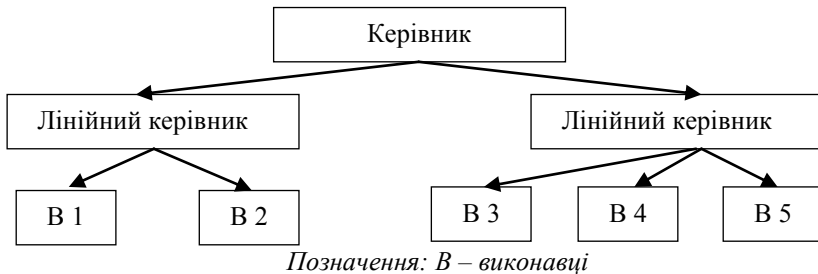 Керівник
Лінійний керівник
Лінійний керівник
В 1
В 2
В 3
В 4
В 5
Позначення: В – виконавці